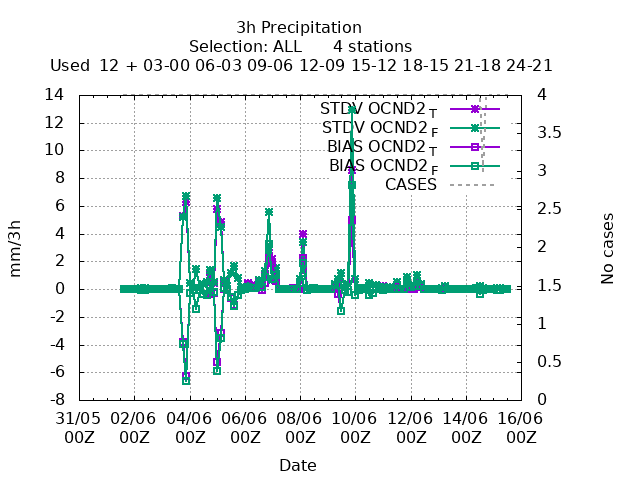 3h Precipitation
Selection: ALL 4 stations
Used 12 + 03-00 06-03 09-06 12-09 15-12 18-15 21-18 24-21
14 4
12 3.5
10 3
8 2.5
6
4 2
2 1.5
0
-2 1
-4 0.5
-6
-8 0
mm/3h
No cases
STDV OCND2 T
STDV OCND2 F
BIAS OCND2 T
BIAS OCND2 F
CASES
31/05 02/06 04/06 06/06 08/06 10/06 12/06 14/06 16/06
00Z 00Z 00Z 00Z 00Z 00Z 00Z 00Z 00Z
Date